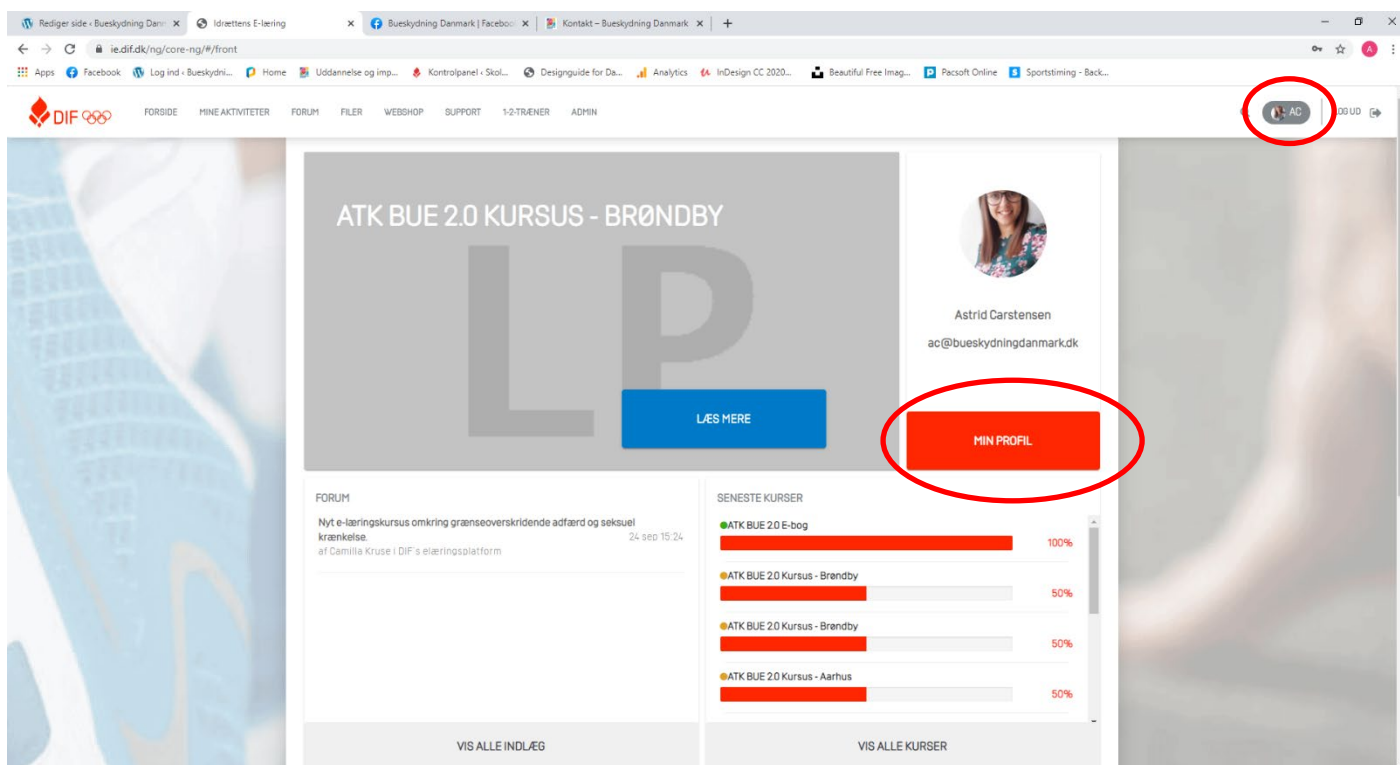 Rediger side ‹ Bueskydning Danm
Idrættens E-læring
Bueskydning Danmark | Facebook
Kontakt – Bueskydning Danmark
ie.dif.dk/ng/core-ng/#/front
A
Apps
Facebook
Log ind ‹ Bueskydni...
Home
Uddannelse og imp...
Kontrolpanel ‹ Skol...
Designguide for Da...
Analytics
InDesign CC 2020...
Beautiful Free Imag...
Pacsoft Online
Sportstiming - Back...
DIF
FORSIDE
MINE AKTIVITETER
FORUM
FILER
WEBSHOP
SUPPORT
1-2-TRÆNER
ADMIN
AC
LOG UD
LP
ATK BUE 2.0 KURSUS - BRØNDBY
LÆS MERE
Astrid Carstensen
ac@bueskydningdanmark.dk
MIN PROFIL
FORUM
Nyt e-læringskursus omkring grænseoverskridende adfærd og seksuel
krænkelse.
24 sep 15:24
af Camilla Kruse i DIF´s elæringsplatform
VIS ALLE INDLÆG
SENESTE KURSER
ATK BUE 2.0 E-bog
100%
ATK BUE 2.0 Kursus - Brøndby
50%
ATK BUE 2.0 Kursus - Brøndby
50%
ATK BUE 2.0 Kursus - Aarhus
50%
VIS ALLE KURSER